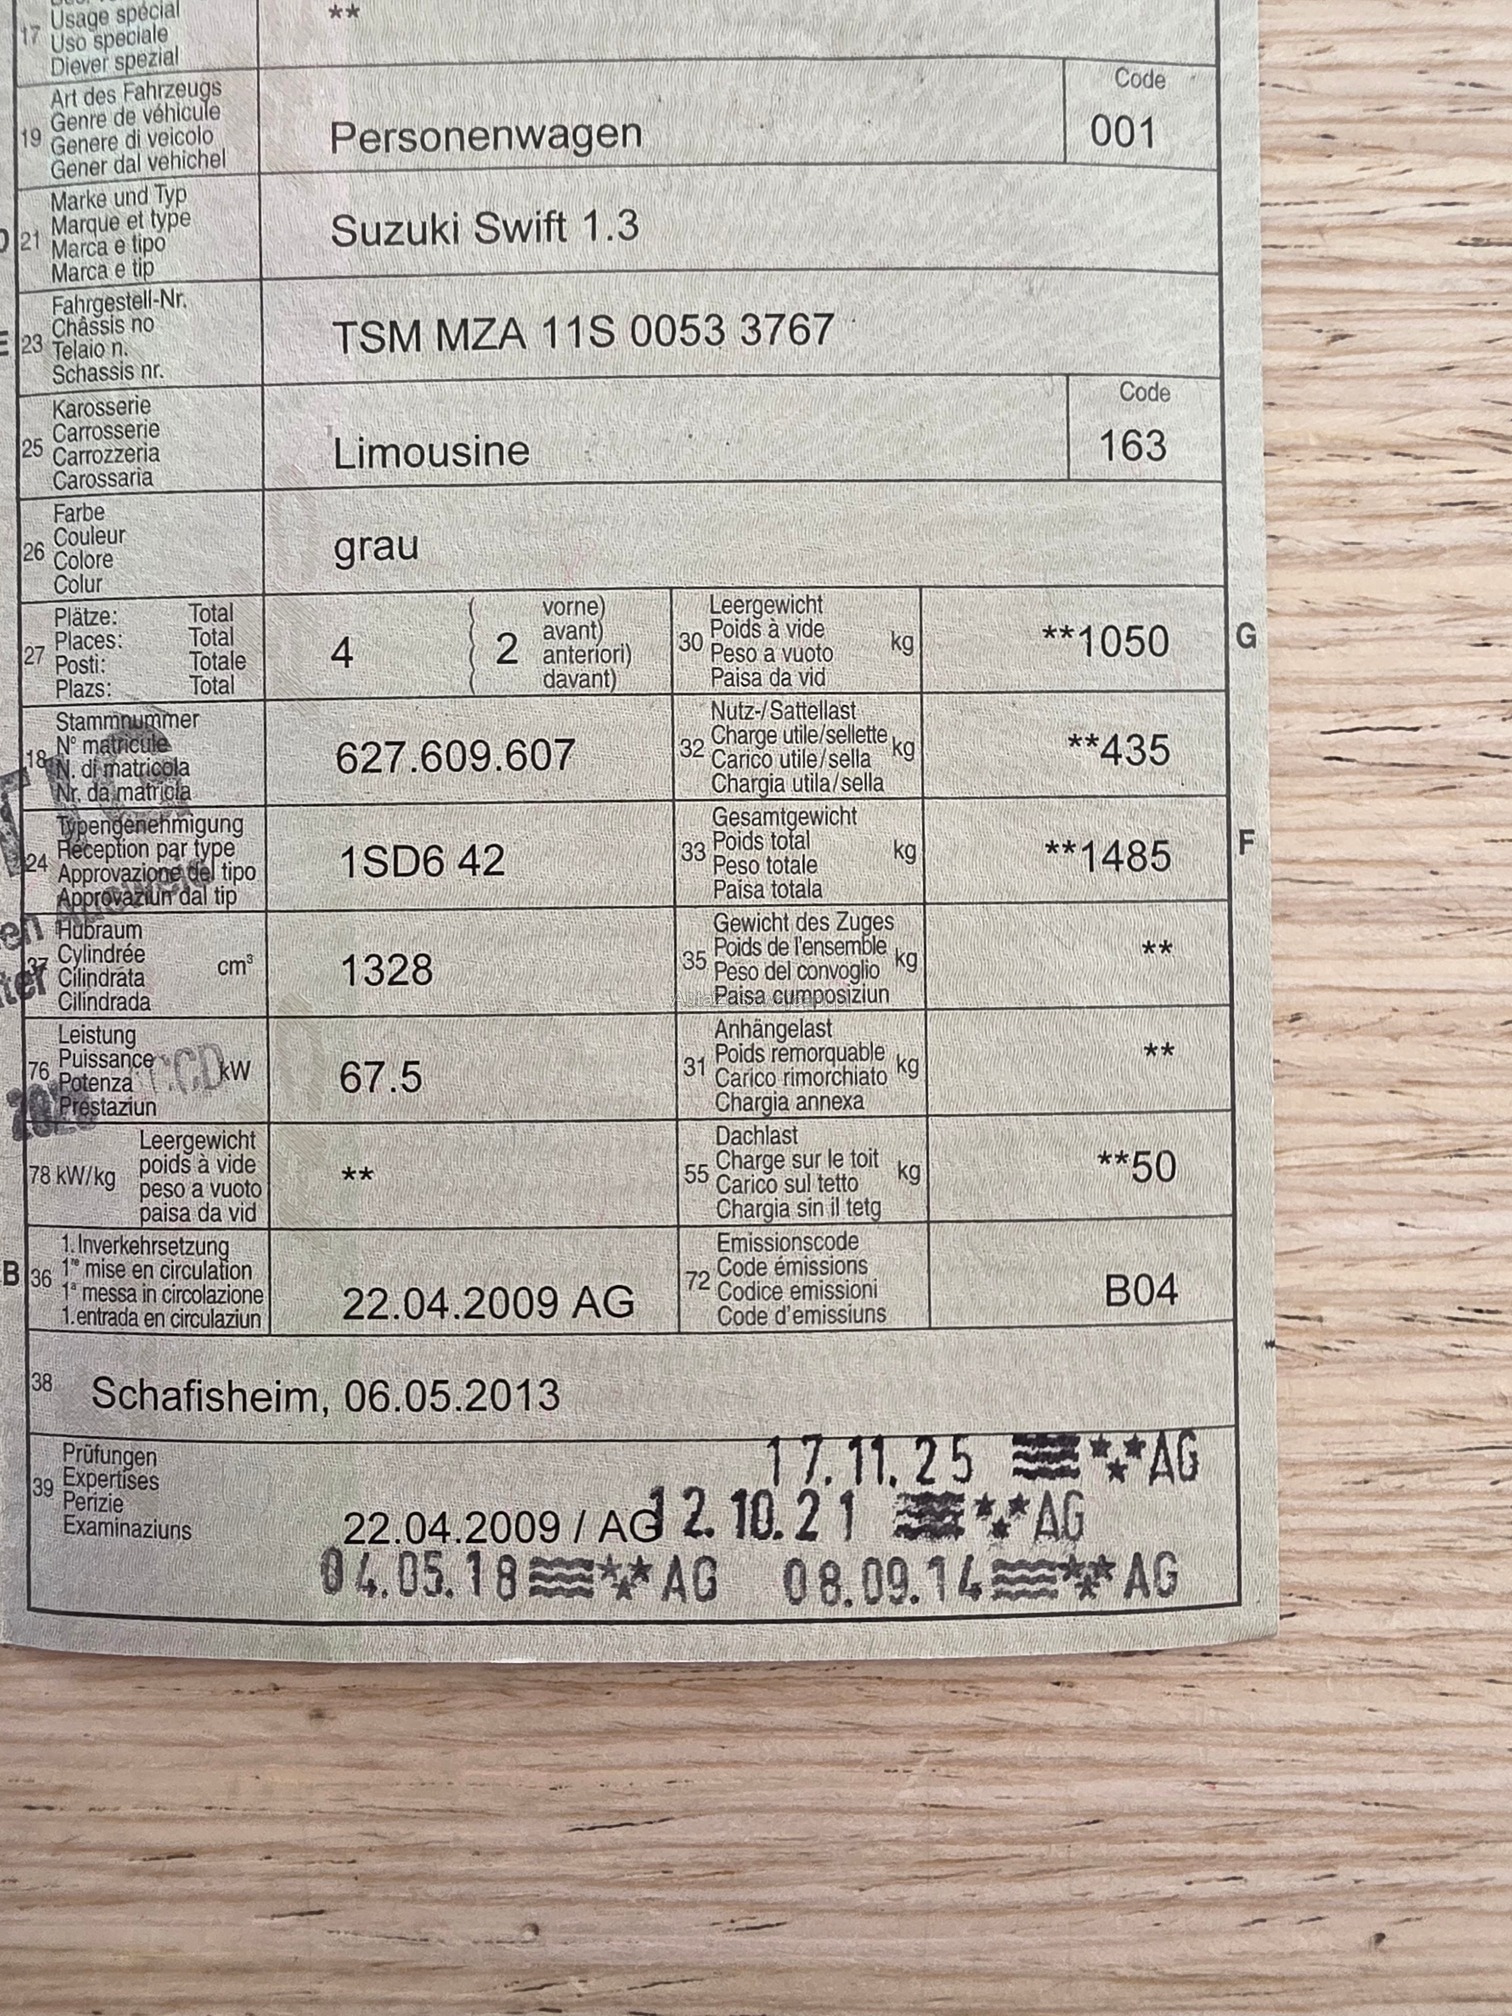 17 Usage spécial **
Uso speciale
Diever spezial
Art des Fahrzeugs Code
19 Genre de véhicule Personenwagen 001
Genere di veicolo
Gener dal vehichel
Marke und Typ
21 Marque et type Suzuki Swift 1.3
Marca e tipo
Marca e tip
Fahrgestell-Nr.
E 23 Châssis no TSM MZA 11S 0053 3767
Telaio n.
Schassis nr.
Karosserie Code
25 Carrosserie Limousine 163
Carrozzeria
Carossaria
Farbe
26 Couleur grau
Colore
Colur
27 Plätze: Total 4 2 vorne)
Places: Total avant)
Posti: Totale anteriori)
Plazs: Total davant)
30 Leergewicht kg **1050 G
Poids à vide
Peso a vuoto
Paisa da vid
18 Stammnummer 627.609.607
N° matricule
N. di matricola
Nr. da matricla
32 Nutz-/Sattellast kg **435
Charge utile/sellette
Carico utile/sella
Chargia utila/sella
24 Typengenehmigung 1SD6 42
Réception par type
Approvazione del tipo
Approvaziun dal tip
33 Gesamtgewicht kg **1485 F
Poids total
Peso totale
Paisa totala
37 Hubraum cm³ 1328
Cylindrée
Cilindrata
Cilindrada
35 Gewicht des Zuges kg **
Poids de l'ensemble
Peso del convoglio
Paisa cumposiziun
76 Leistung kW 67.5
Puissance
Potenza
Prestaziun
31 Anhängelast kg **
Poids remorquable
Carico rimorchiato
Chargia annexa
78 kW/kg Leergewicht **
poids à vide
peso a vuoto
paisa da vid
55 Dachlast kg **50
Charge sur le toit
Carico sul tetto
Chargia sin il tetg
B 36 1. Inverkehrsetzung 22.04.2009 AG
1re mise en circulation
1a messa in circolazione
1. entrada en circulaziun
72 Emissionscode B04
Code émissions
Codice emissioni
Code d'emissiuns
38 Schafisheim, 06.05.2013
39 Prüfungen 17.11.25 AG
Expertises
Perizie
Examinaziuns 22.04.2009 / AG 12.10.21 AG
04.05.18 AG 08.09.14 AG